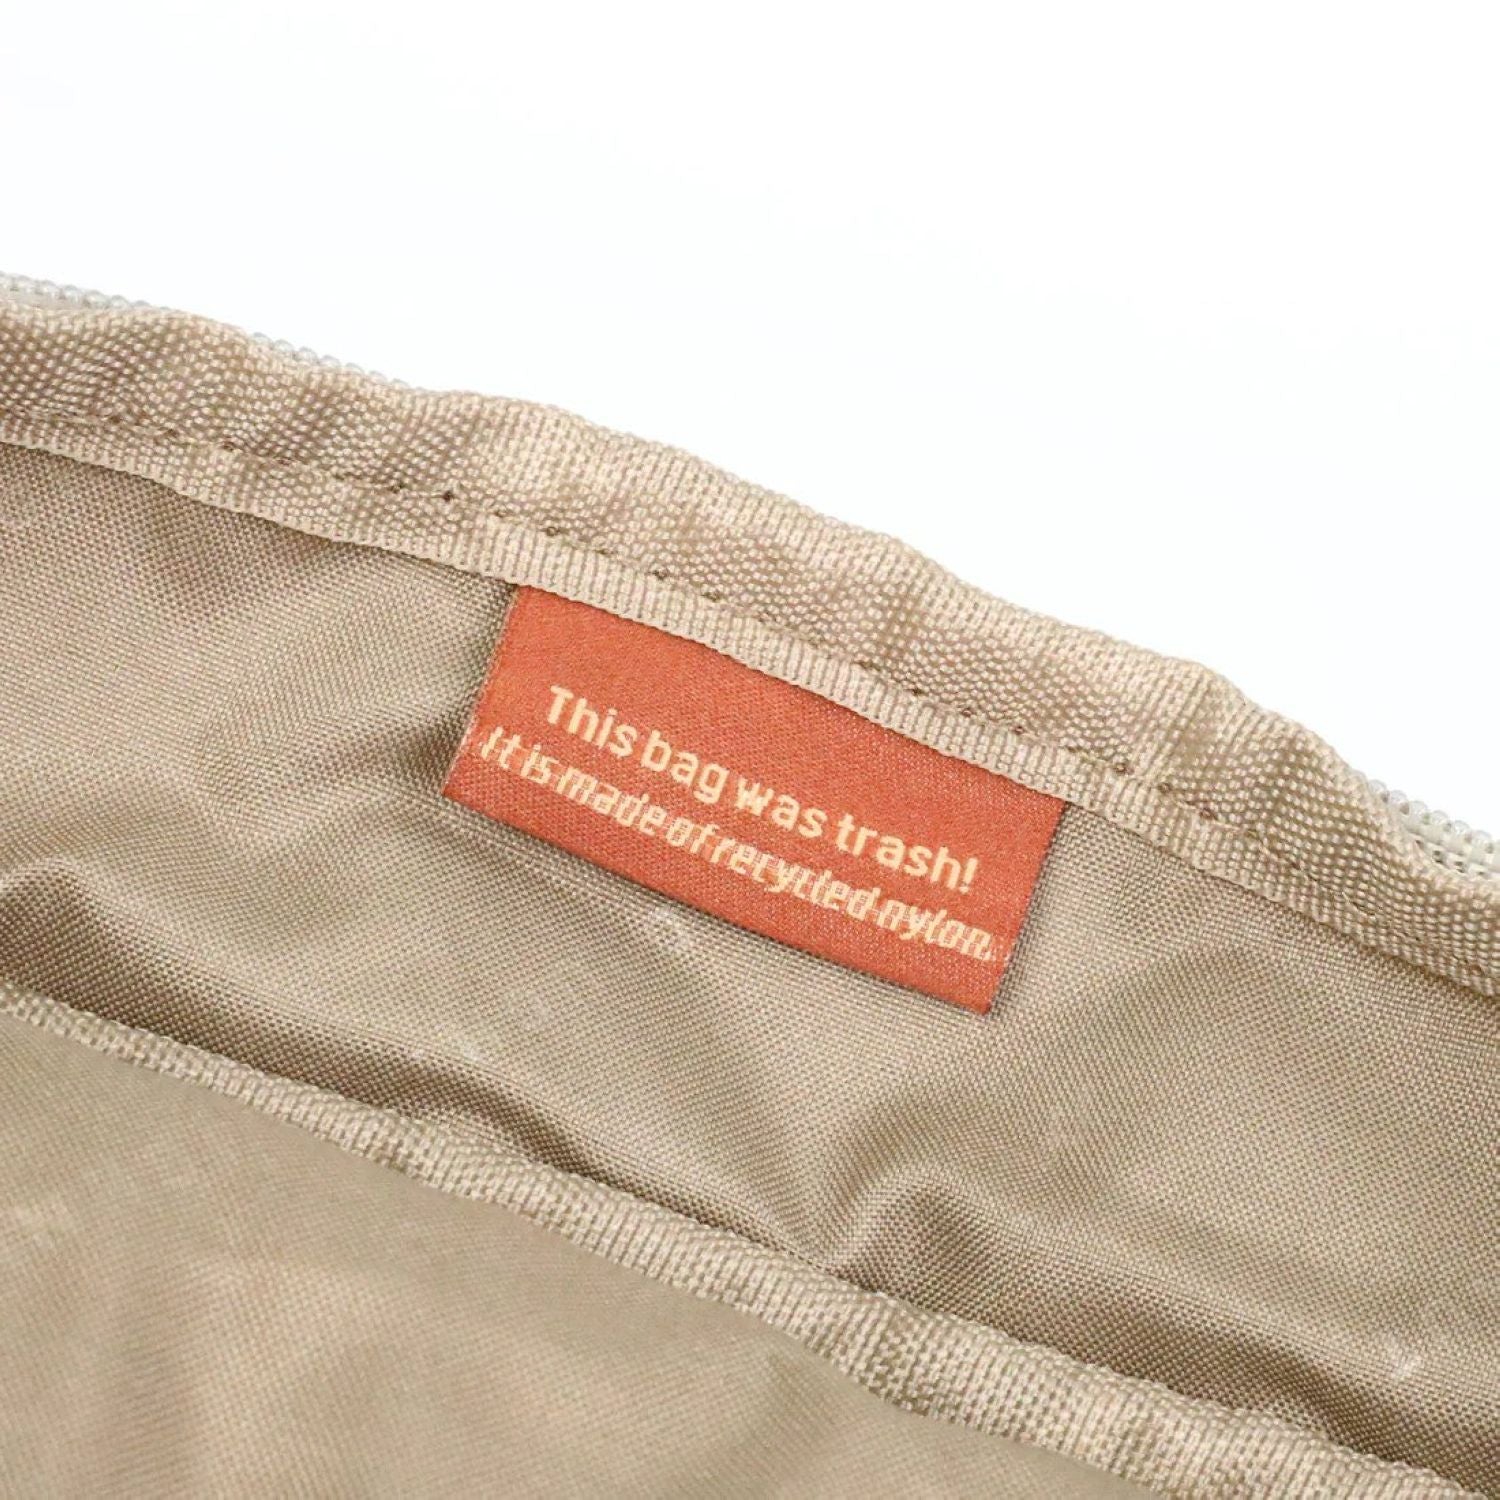 This bag was trash!
It is made of recycled nylon.